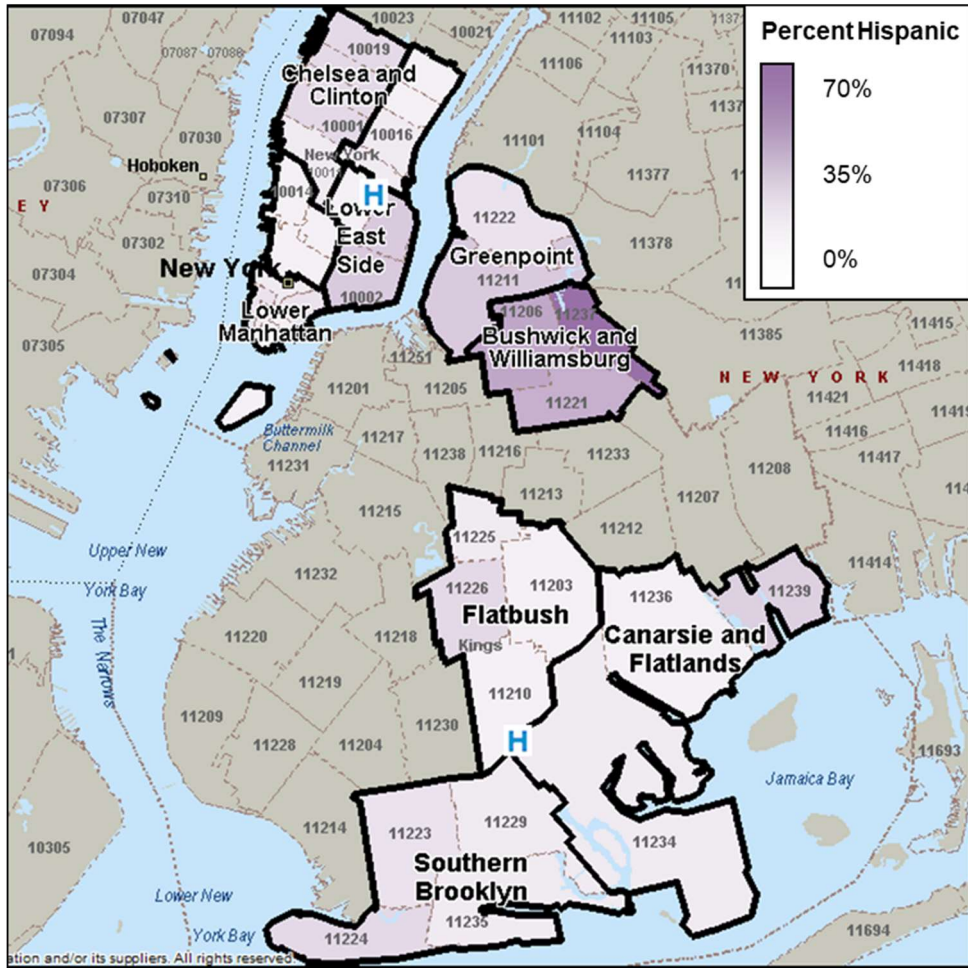 Percent Hispanic
70%
35%
0%
07094
07047
07087
07086
10023
10021
11102
11105
11103
11106
11370
10019
Chelsea and
Clinton
07307
07030
10001
10016
11101
11104
New York
Hoboken
11377
07306
07310
10014
H
EY
Lower
East
Side
11222
Greenpoint
11378
07302
07304
New York
10002
11211
11206
11237
Lower
Manhattan
Bushwick and
Williamsburg
07305
11251
11385
11415
11201
11205
11418
NEW YORK
11221
11421
Buttermilk
Channel
11217
11416
11238
11216
11233
11417
11231
11208
11213
11207
11215
11212
11225
Upper New
York Bay
11232
11414
11226
11203
11236
11239
Flatbush
Kings
Canarsie and
Flatlands
The Narrows
11220
11218
11219
11210
11209
11230
H
11228
11204
11693
Jamaica Bay
11214
11223
11229
11234
10305
Southern
Brooklyn
Lower New
York Bay
11224
11235
11694
ation and/or its suppliers. All rights reserved.